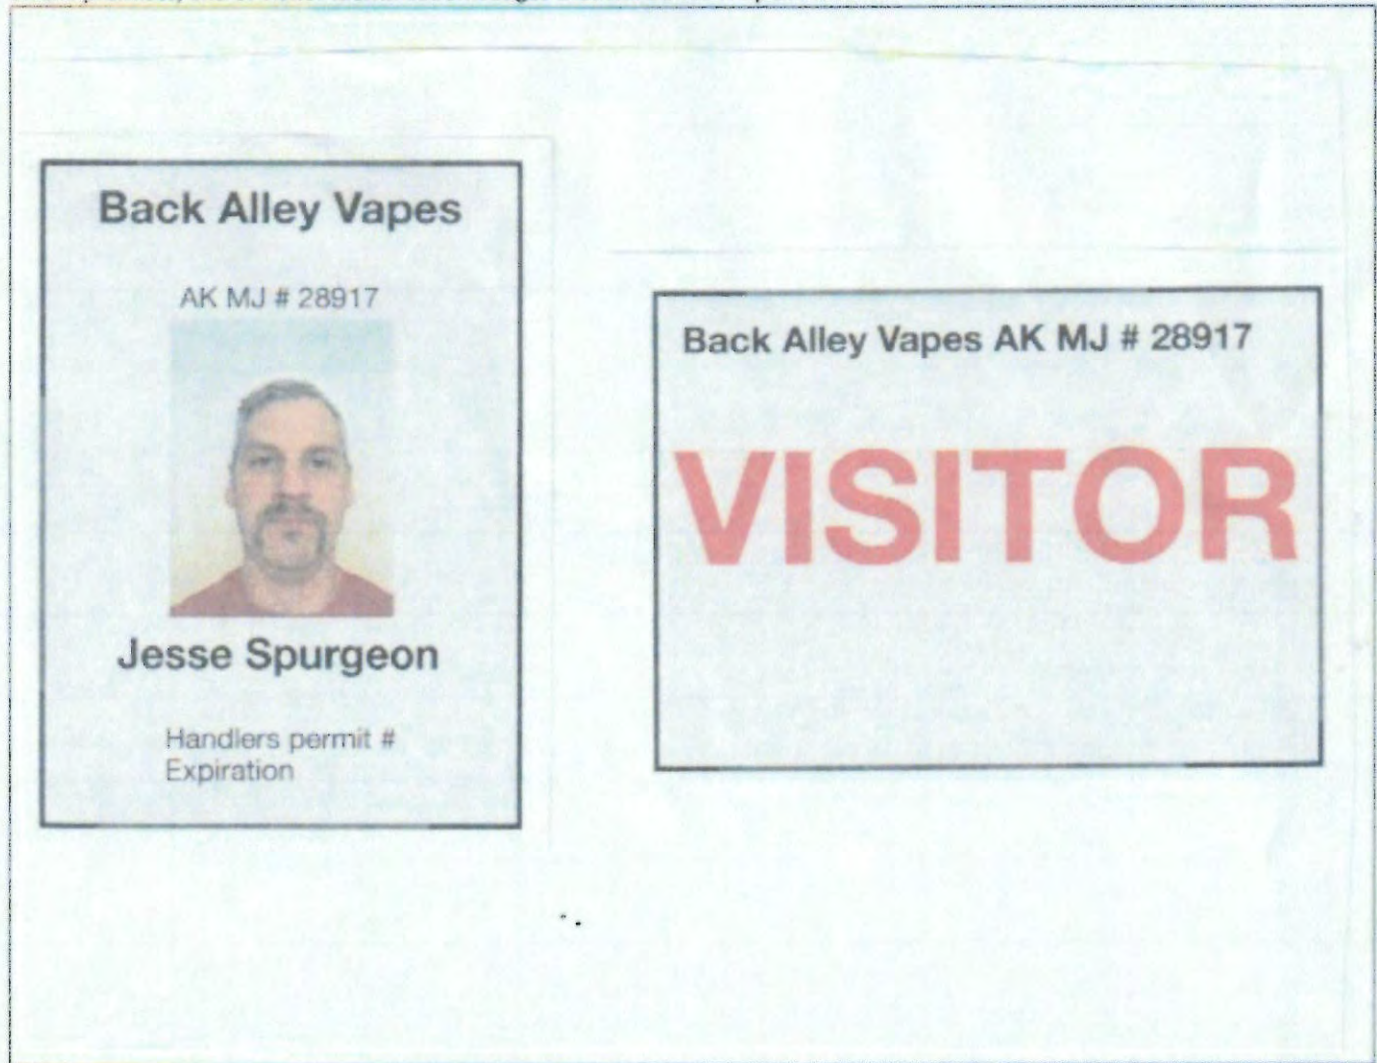 Back Alley Vapes
AK MJ # 28917
Jesse Spurgeon
Handlers permit #
Expiration
Back Alley Vapes AK MJ # 28917
VISITOR